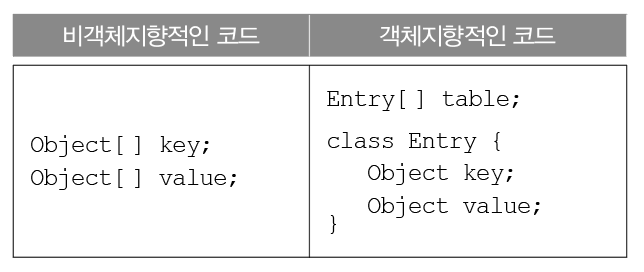 비객체지향적인 코드
객체지향적인 코드
Object[] key;
Object[] value;
Entry[] table;
class Entry {
Object key;
Object value;
}